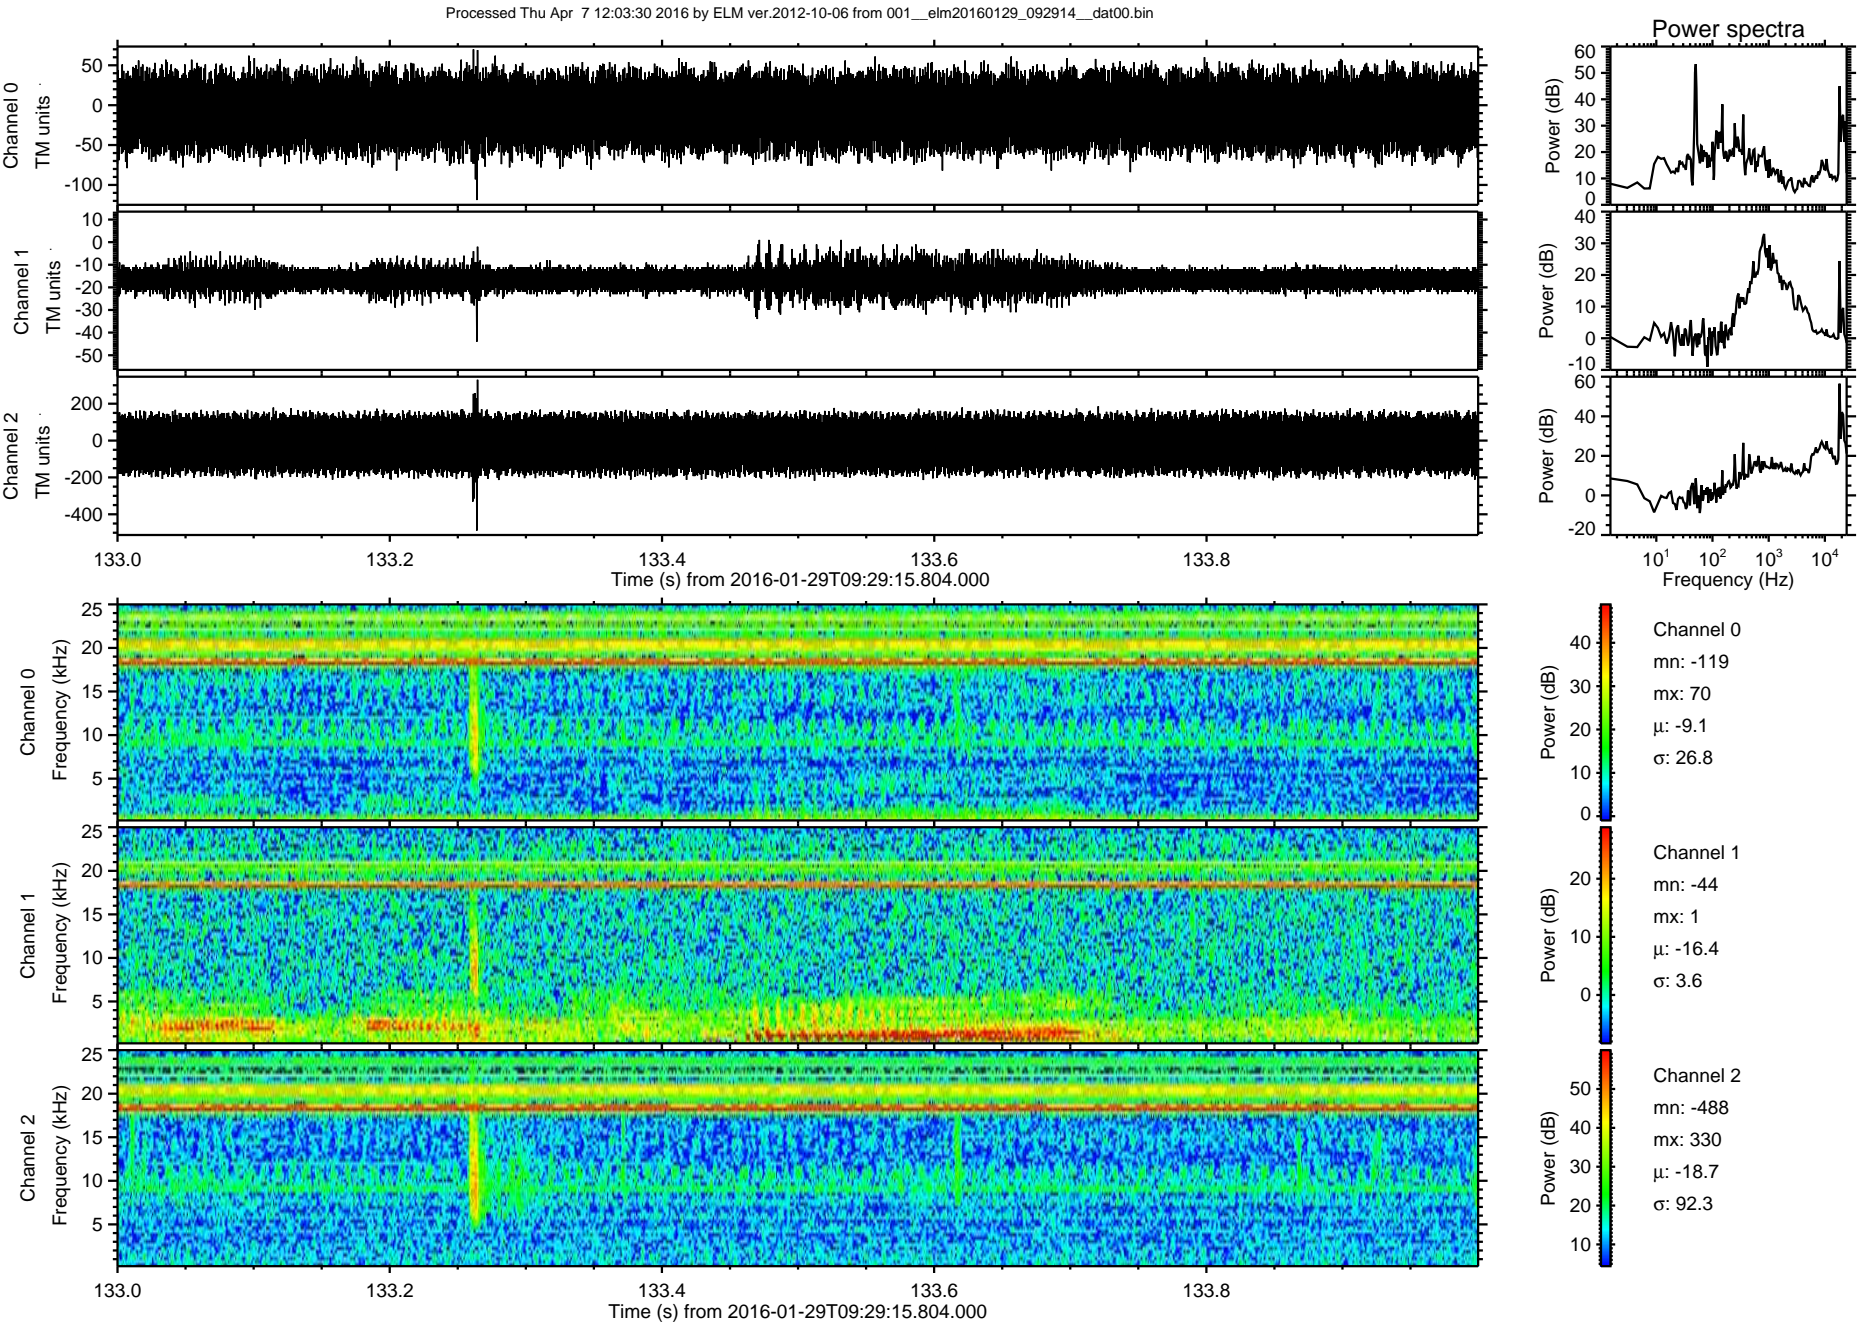 Processed Thu Apr  7 12:03:30 2016 by ELM ver.2012-10-06 from 001__elm20160129_092914__dat00.bin
Power spectra
Channel 0
TM units
50
0
-50
-100
Power (dB)
60
50
40
30
20
10
0
Channel 1
TM units
10
0
-10
-20
-30
-40
-50
Power (dB)
40
30
20
10
0
-10
Channel 2
TM units
200
0
-200
-400
Power (dB)
60
40
20
0
-20
133.0 133.2 133.4 133.6 133.8
Time (s) from 2016-01-29T09:29:15.804.000
10¹ 10² 10³ 10⁴
Frequency (Hz)
Channel 0
Frequency (kHz)
25
20
15
10
5
Power (dB)
40
30
20
10
0
Channel 0
mn: -119
mx: 70
μ: -9.1
σ: 26.8
Channel 1
Frequency (kHz)
25
20
15
10
5
Power (dB)
20
10
0
Channel 1
mn: -44
mx: 1
μ: -16.4
σ: 3.6
Channel 2
Frequency (kHz)
25
20
15
10
5
Power (dB)
50
40
30
20
10
Channel 2
mn: -488
mx: 330
μ: -18.7
σ: 92.3
133.0 133.2 133.4 133.6 133.8
Time (s) from 2016-01-29T09:29:15.804.000